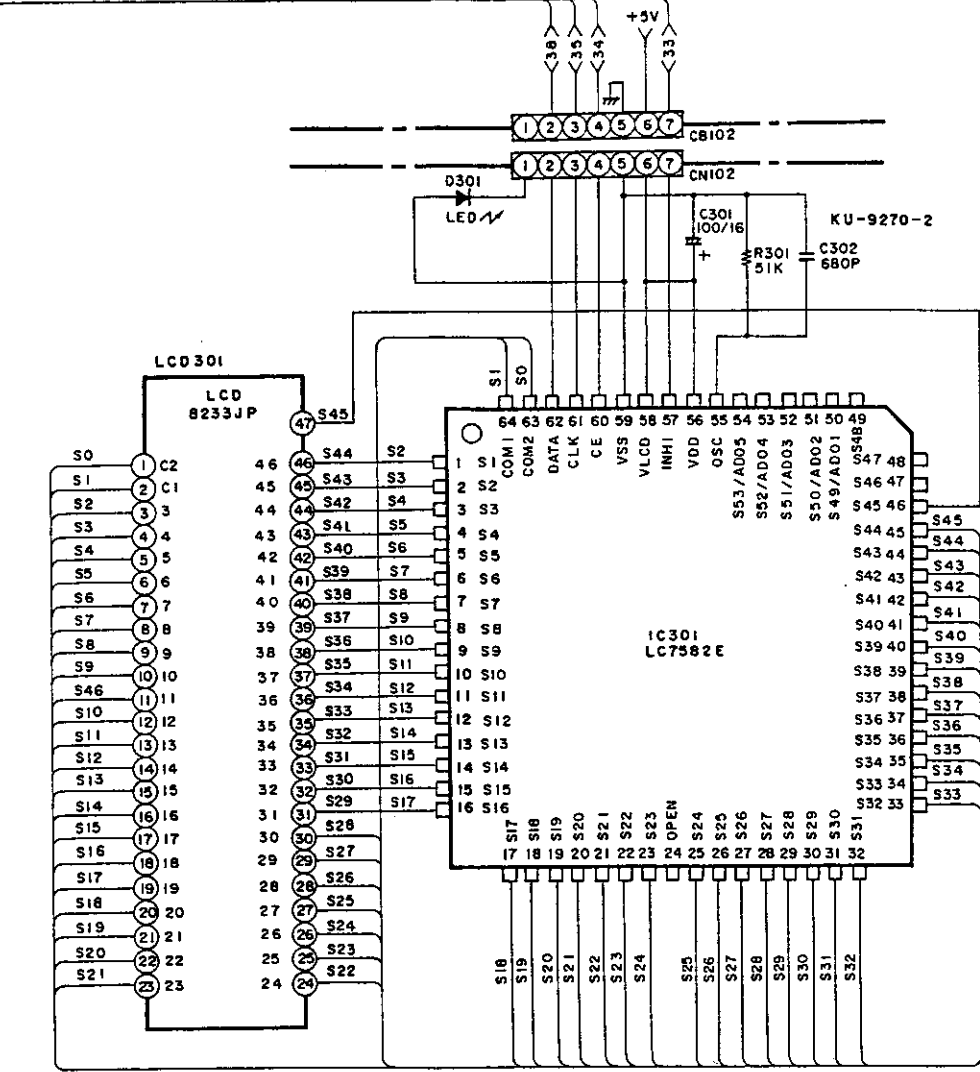 +5V
38 35 34 33
1 2 3 4 5 6 7
CB102
1 2 3 4 5 6 7
CN102
D301
LED
C301
100/16
+
R301
51K
C302
680P
KU-9270-2
LCD301
LCD
8233JP
47 S45
S1 S0
S0 1 C2
S1 2 C1
S2 3 3
S3 4 4
S4 5 5
S5 6 6
S6 7 7
S7 8 8
S8 9 9
S9 10 10
S46 11 11
S10 12 12
S11 13 13
S12 14 14
S13 15 15
S14 16 16
S15 17 17
S16 18 18
S17 19 19
S18 20 20
S19 21 21
S20 22 22
S21 23 23
46 46 S44 S2
45 45 S43 S3
44 44 S42 S4
43 43 S41 S5
42 42 S40 S6
41 41 S39 S7
40 40 S38 S8
39 39 S37 S9
38 38 S36 S10
37 37 S35 S11
36 36 S34 S12
35 35 S33 S13
34 34 S32 S14
33 33 S31 S15
32 32 S30 S16
31 31 S29 S17
30 30 S28
29 29 S27
28 28 S26
27 27 S25
26 26 S24
25 25 S23
24 24 S22
64 63 62 61 60 59 58 57 56 55 54 53 52 51 50 49
COM1 COM2 DATA CLK CE VSS VLCD INHI VDD OSC S53/AD05 S52/AD04 S51/AD03 S50/AD02 S49/AD01 S48
1 S1
2 S2
3 S3
4 S4
5 S5
6 S6
7 S7
8 S8
9 S9
10 S10
11 S11
12 S12
13 S13
14 S14
15 S15
16 S16
IC301
LC7582E
S47 48
S46 47
S45 46
S44 45 S45
S43 44 S44
S42 43 S43
S41 42 S42
S40 41 S41
S39 40 S40
S38 39 S39
S37 38 S38
S36 37 S37
S35 36 S36
S34 35 S35
S33 34 S34
S32 33 S33
S17 S18 S19 S20 S21 S22 S23 OPEN S24 S25 S26 S27 S28 S29 S30 S31
17 18 19 20 21 22 23 24 25 26 27 28 29 30 31 32
S18 S19 S20 S21 S22 S23 S24 S25 S26 S27 S28 S29 S30 S31 S32